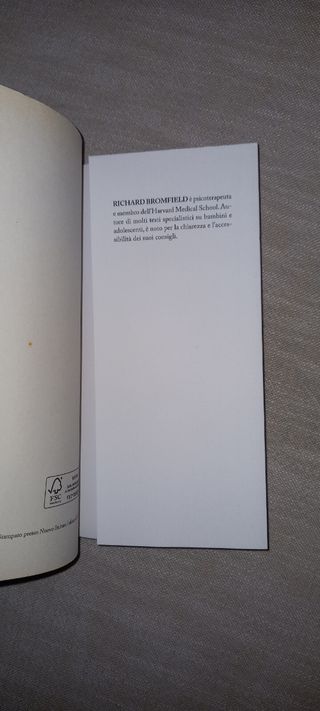 RICHARD BROMFIELD è psicoterapeuta
e membro dell'Harvard Medical School. Au-
tore di molti testi specialistici su bambini e
adolescenti, è noto per la chiarezza e l'acces-
sibilità dei suoi consigli.
FSC
Stampato presso Nuovo